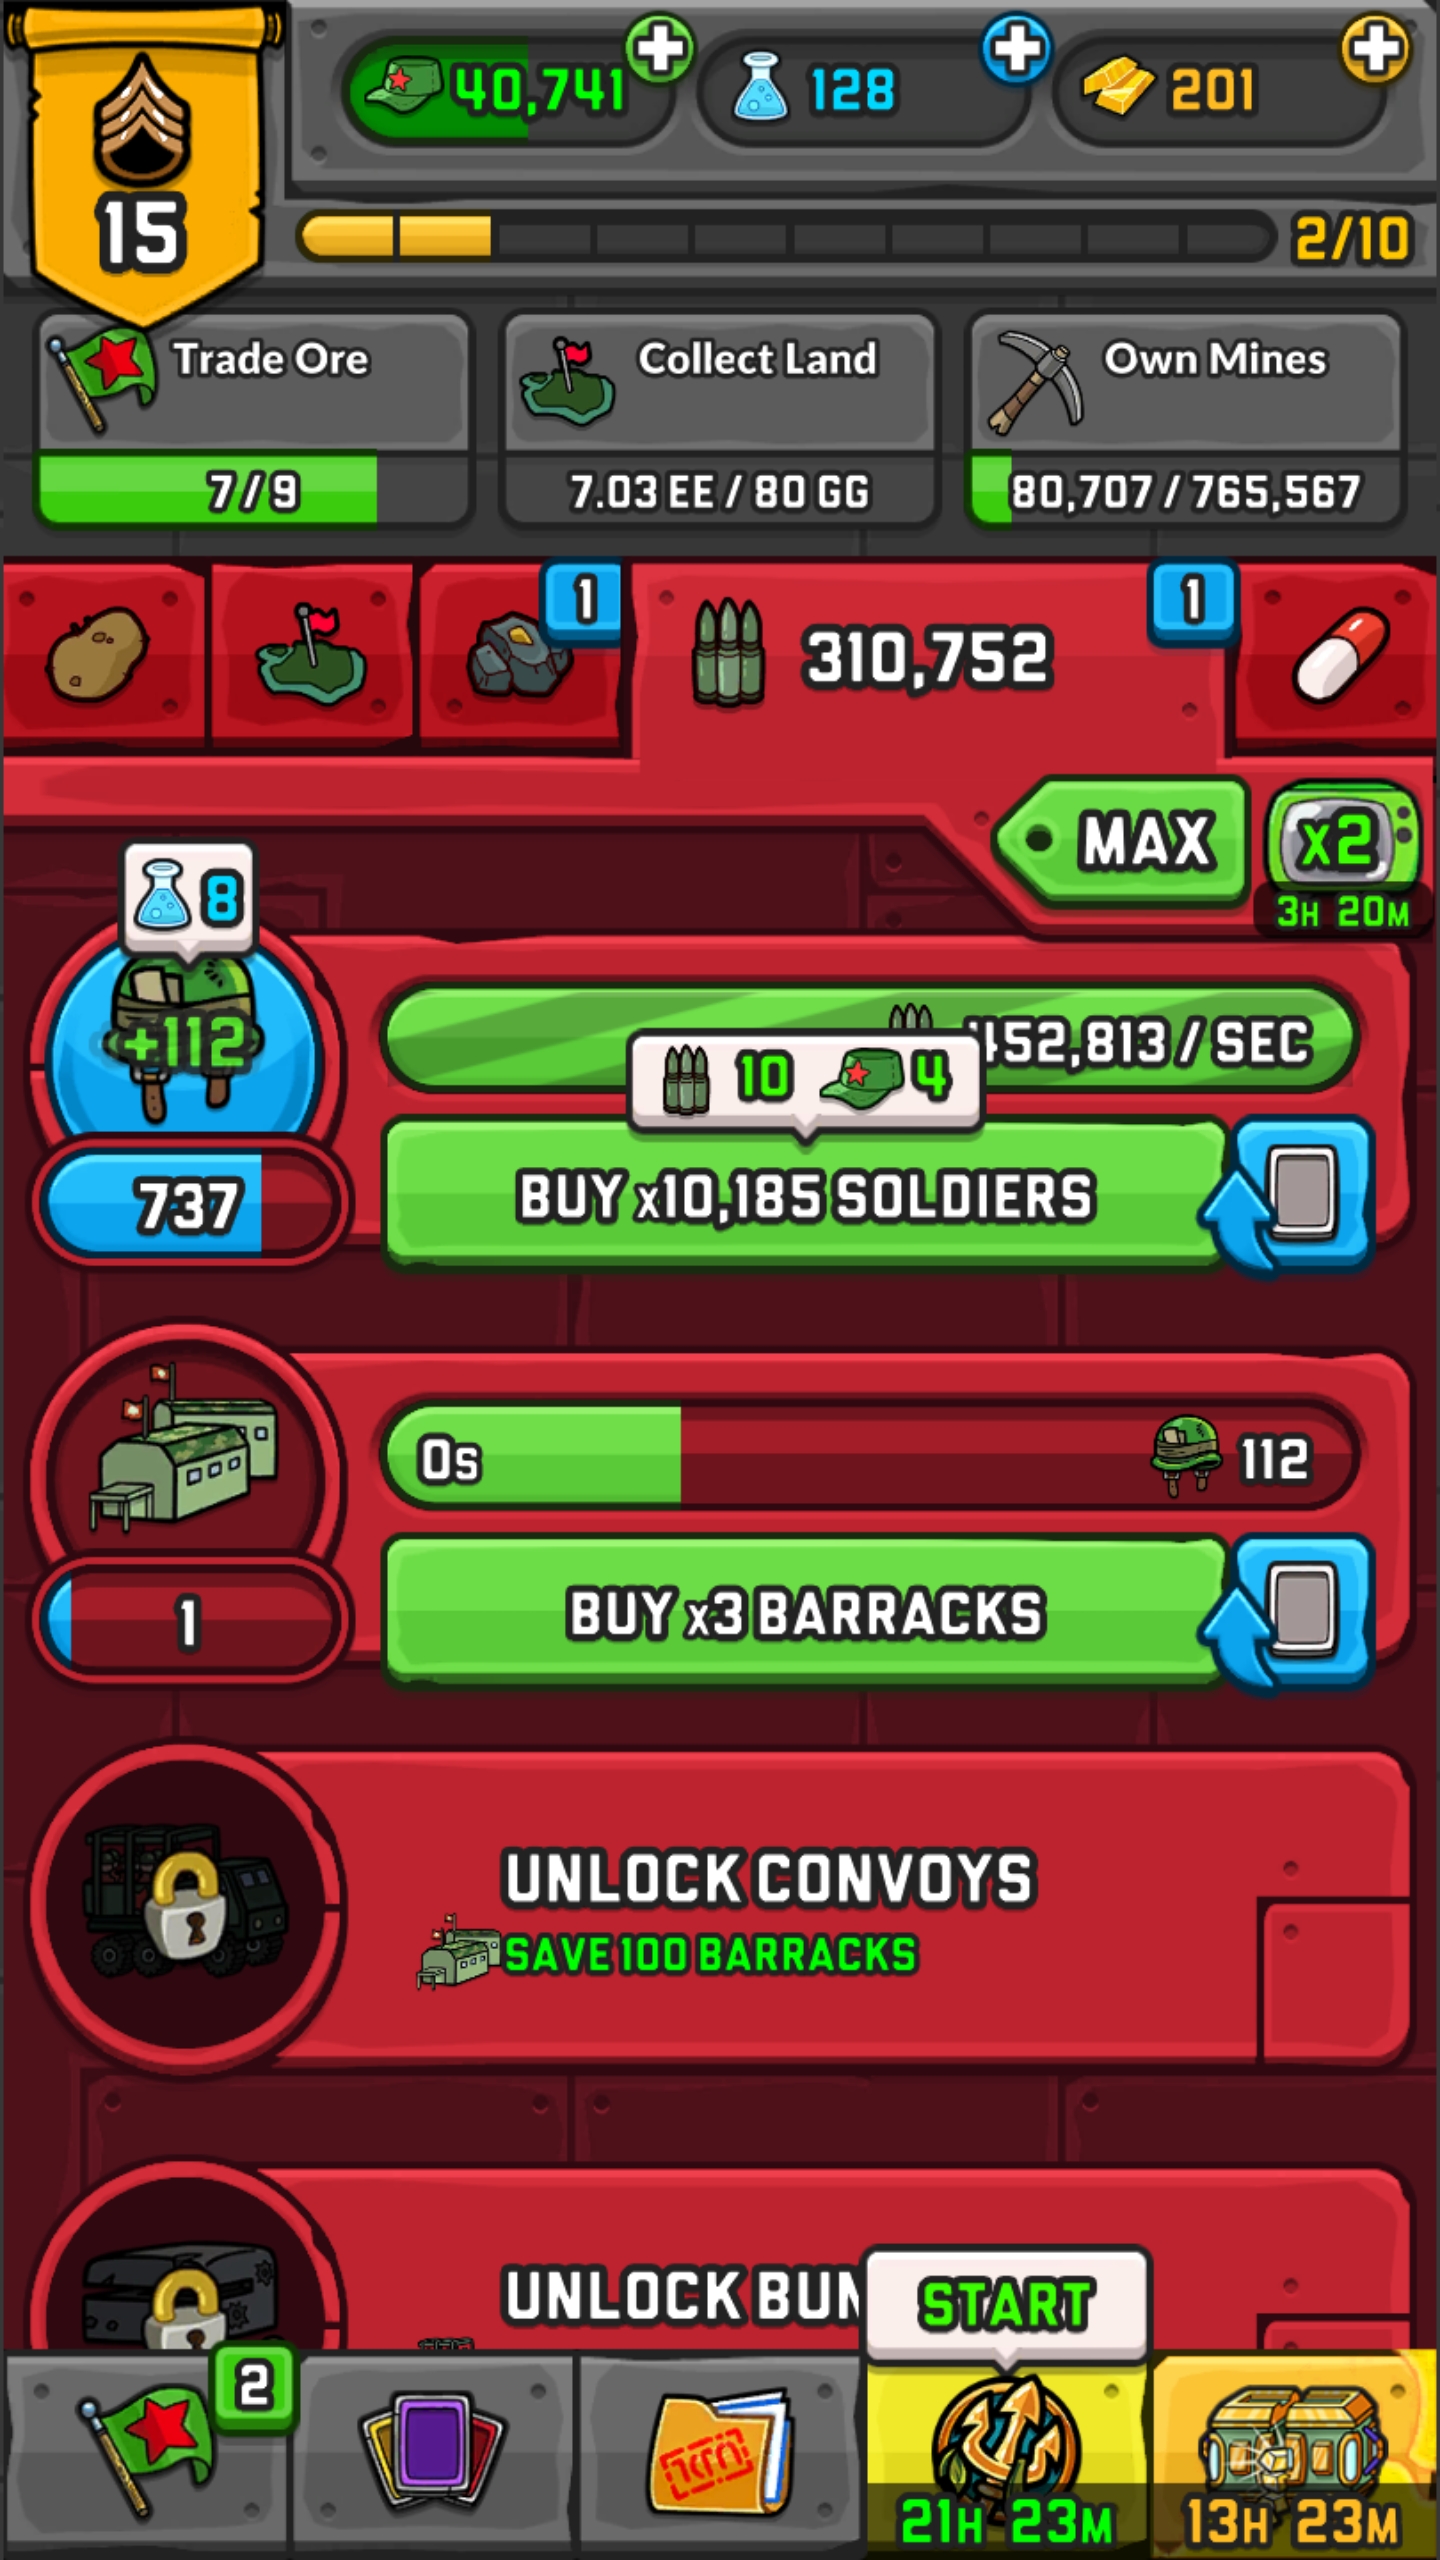 40,741
128
201
15
2/10
Trade Ore
Collect Land
Own Mines
7/9
7.03 EE / 80 GG
80,707 / 765,567
1
310,752
1
MAX
x2
3H 20M
8
+112
452,813 / SEC
10
4
BUY x10,185 SOLDIERS
737
0s
112
BUY x3 BARRACKS
1
UNLOCK CONVOYS
SAVE 100 BARRACKS
UNLOCK BUN
START
2
21H 23M
13H 23M